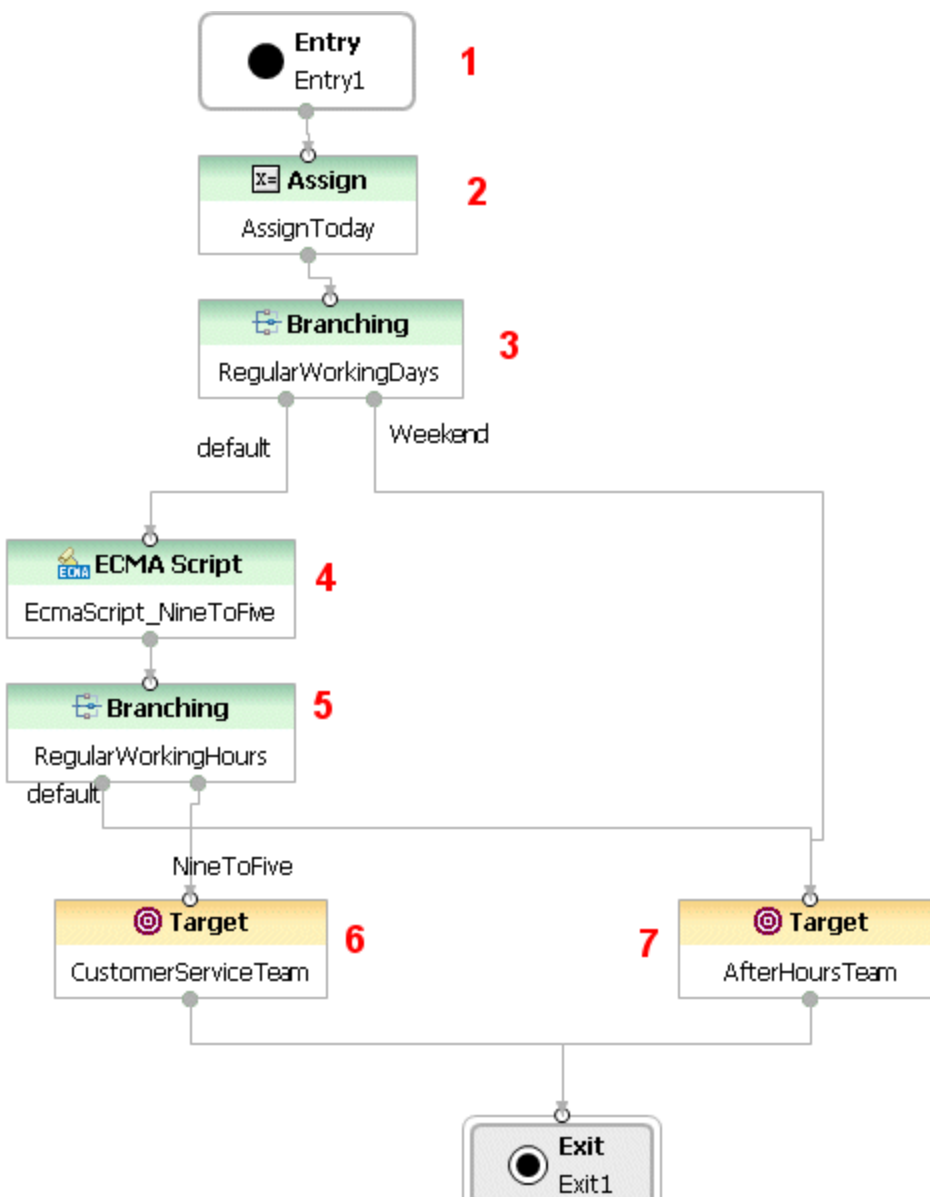 Entry
Entry1
1
X= Assign
AssignToday
2
Branching
RegularWorkingDays
3
default
Weekend
ECMA ECMA Script
EcmaScript_NineToFive
4
Branching
RegularWorkingHours
5
default
NineToFive
Target
CustomerServiceTeam
6
7
Target
AfterHoursTeam
Exit
Exit1